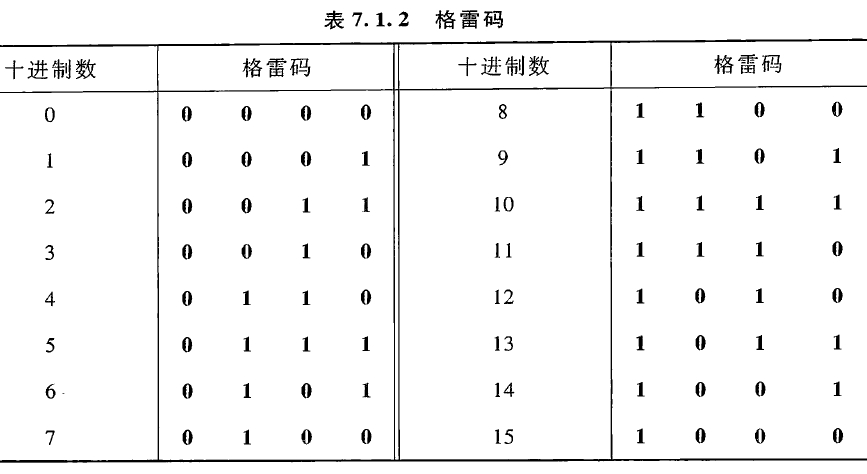 表 7.1.2 格雷码
十进制数 格雷码 十进制数 格雷码
0 0 0 0 0 8 1 1 0 0
1 0 0 0 1 9 1 1 0 1
2 0 0 1 1 10 1 1 1 1
3 0 0 1 0 11 1 1 1 0
4 0 1 1 0 12 1 0 1 0
5 0 1 1 1 13 1 0 1 1
6 0 1 0 1 14 1 0 0 1
7 0 1 0 0 15 1 0 0 0